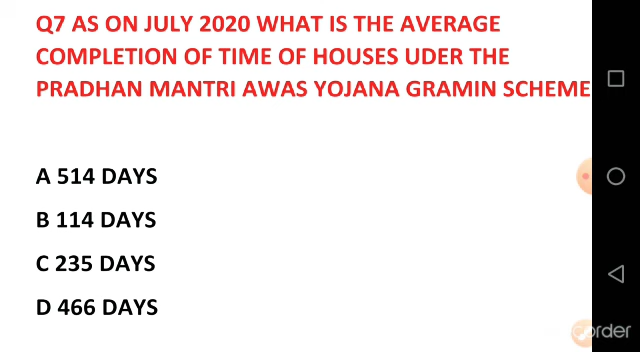 Q7 AS ON JULY 2020 WHAT IS THE AVERAGE
COMPLETION OF TIME OF HOUSES UDER THE
PRADHAN MANTRI AWAS YOJANA GRAMIN SCHEME
A 514 DAYS
B 114 DAYS
C 235 DAYS
D 466 DAYS